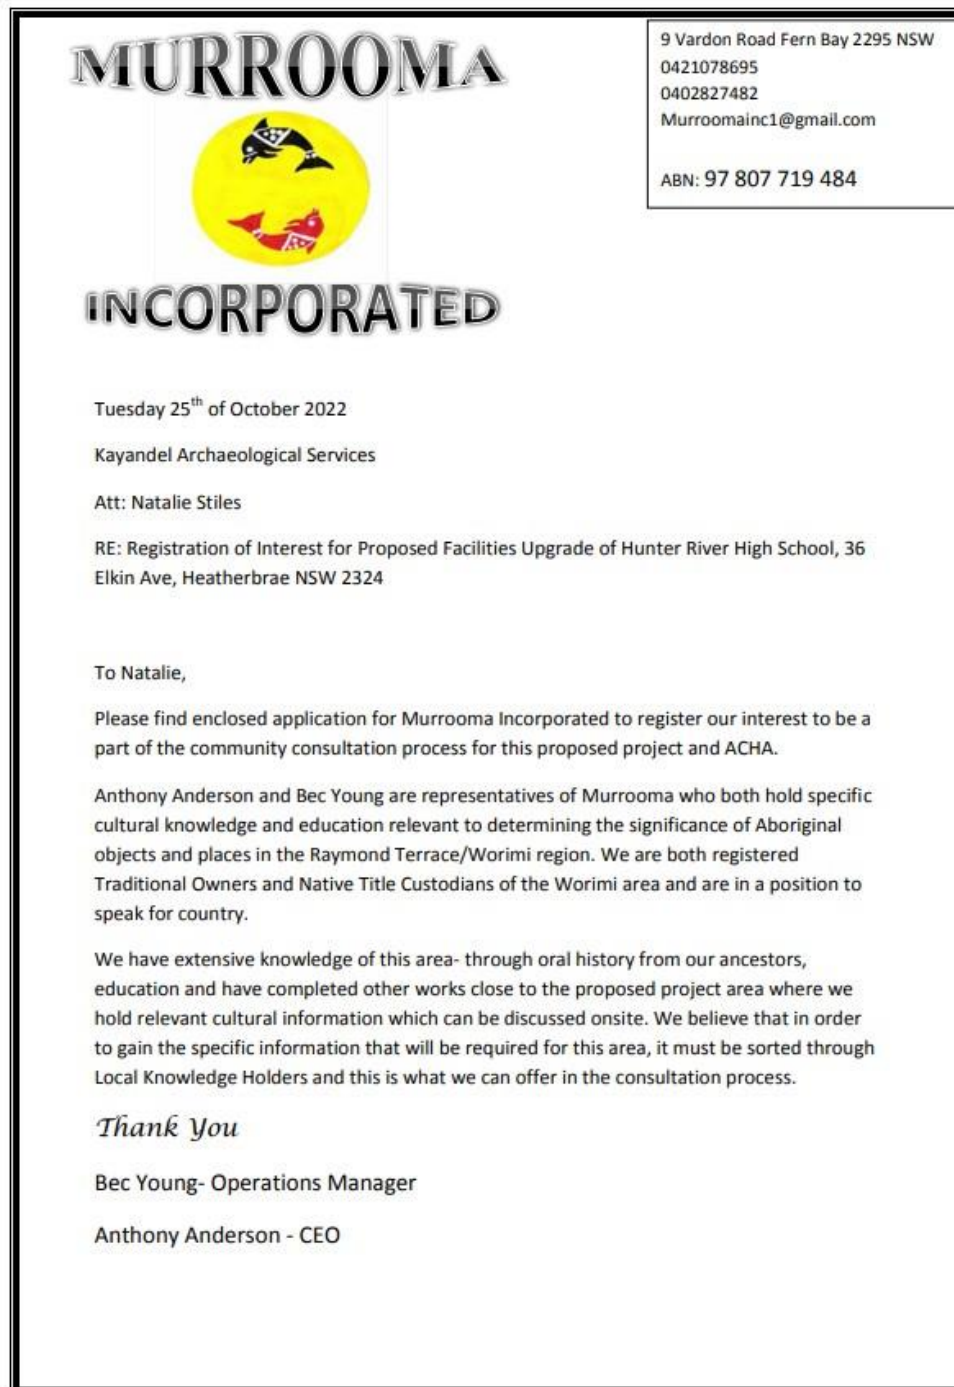 MURROOMA
INCORPORATED
9 Vardon Road Fern Bay 2295 NSW
0421078695
0402827482
Murroomainc1@gmail.com
ABN: 97 807 719 484
Tuesday 25th of October 2022
Kayandel Archaeological Services
Att: Natalie Stiles
RE: Registration of Interest for Proposed Facilities Upgrade of Hunter River High School, 36
Elkin Ave, Heatherbrae NSW 2324
To Natalie,
Please find enclosed application for Murrooma Incorporated to register our interest to be a
part of the community consultation process for this proposed project and ACHA.
Anthony Anderson and Bec Young are representatives of Murrooma who both hold specific
cultural knowledge and education relevant to determining the significance of Aboriginal
objects and places in the Raymond Terrace/Worimi region. We are both registered
Traditional Owners and Native Title Custodians of the Worimi area and are in a position to
speak for country.
We have extensive knowledge of this area- through oral history from our ancestors,
education and have completed other works close to the proposed project area where we
hold relevant cultural information which can be discussed onsite. We believe that in order
to gain the specific information that will be required for this area, it must be sorted through
Local Knowledge Holders and this is what we can offer in the consultation process.
Thank You
Bec Young- Operations Manager
Anthony Anderson - CEO